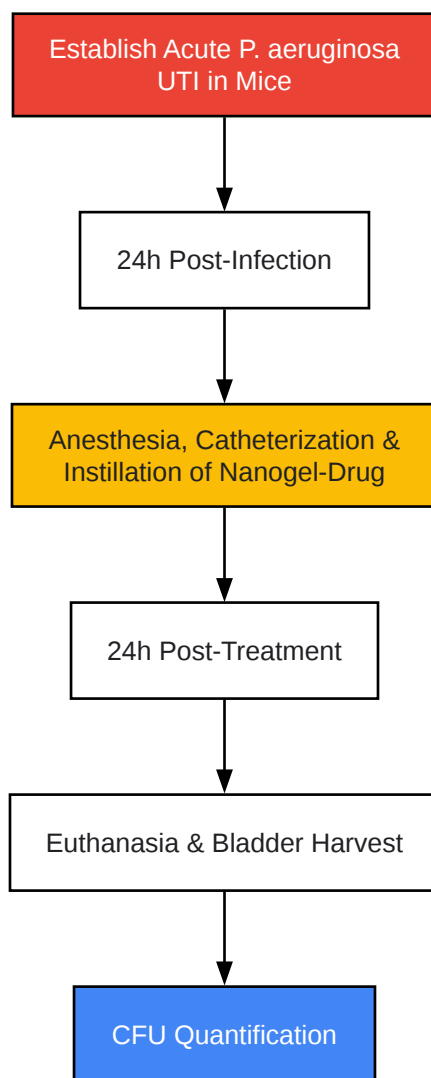 Establish Acute P. aeruginosa
UTI in Mice
24h Post-Infection
Anesthesia, Catheterization &
Instillation of Nanogel-Drug
24h Post-Treatment
Euthanasia & Bladder Harvest
CFU Quantification